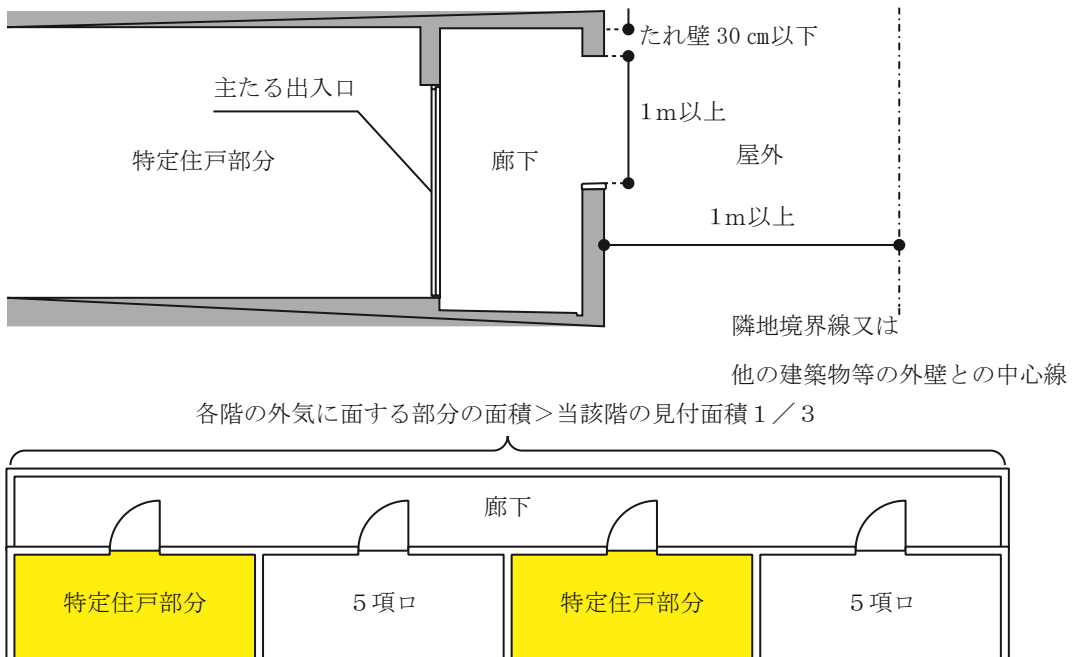 たれ壁 30 ㎝以下
主たる出入口
1m以上
特定住戸部分
廊下
屋外
1m以上
隣地境界線又は
他の建築物等の外壁との中心線
各階の外気に面する部分の面積>当該階の見付面積1/3
廊下
特定住戸部分
5項ロ
特定住戸部分
5項ロ